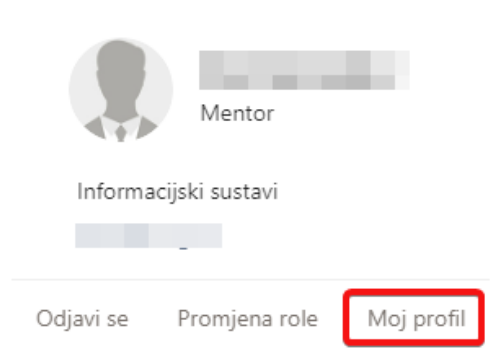 Mentor
Informacijski sustavi
Odjavi se Promjena role Moj profil